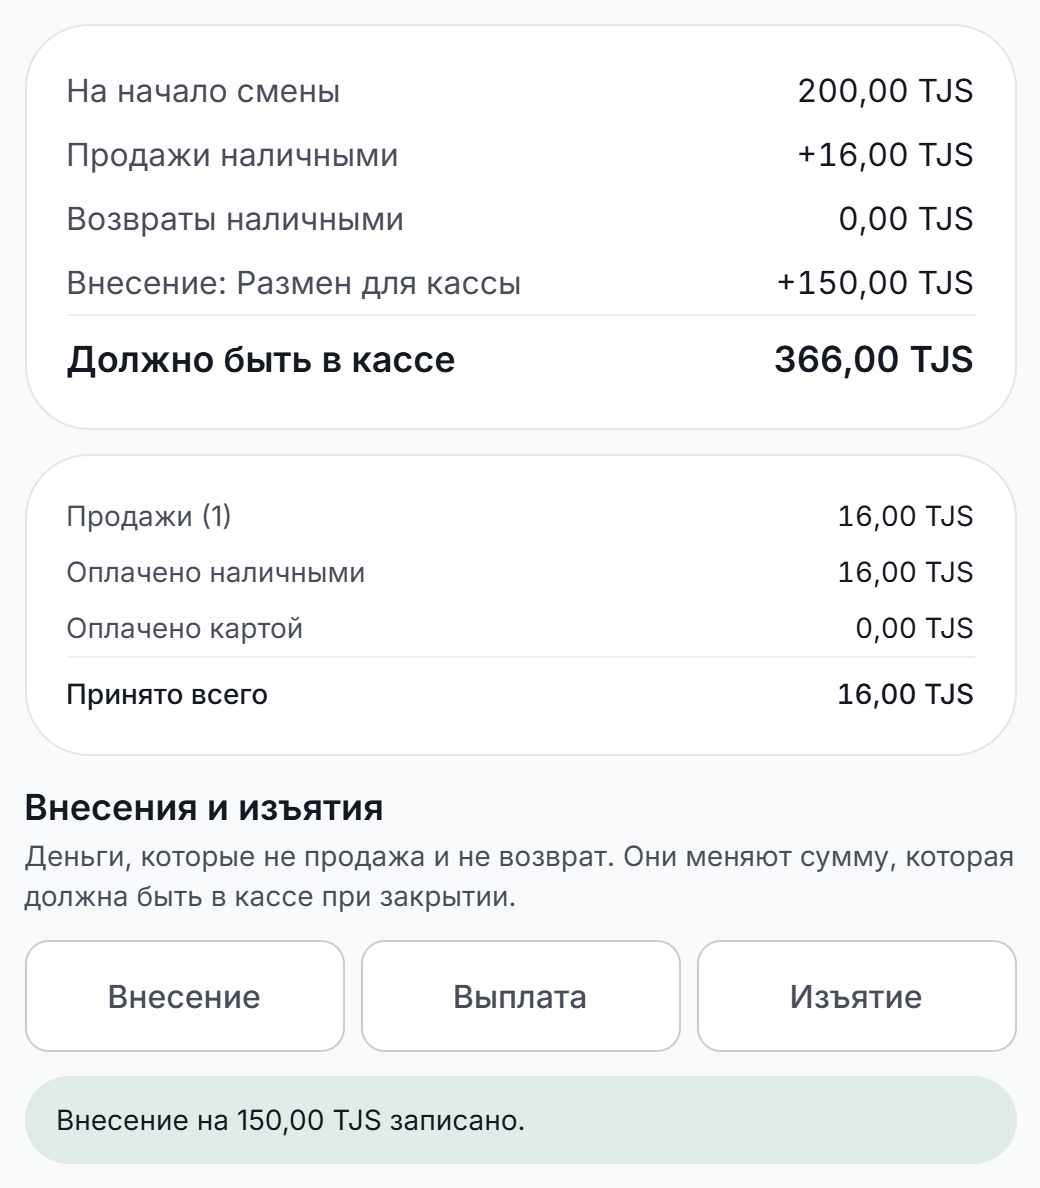 На начало смены 200,00 TJS
Продажи наличными +16,00 TJS
Возвраты наличными 0,00 TJS
Внесение: Размен для кассы +150,00 TJS
Должно быть в кассе 366,00 TJS
Продажи (1) 16,00 TJS
Оплачено наличными 16,00 TJS
Оплачено картой 0,00 TJS
Принято всего 16,00 TJS
Внесения и изъятия
Деньги, которые не продажа и не возврат. Они меняют сумму, которая
должна быть в кассе при закрытии.
Внесение Выплата Изъятие
Внесение на 150,00 TJS записано.